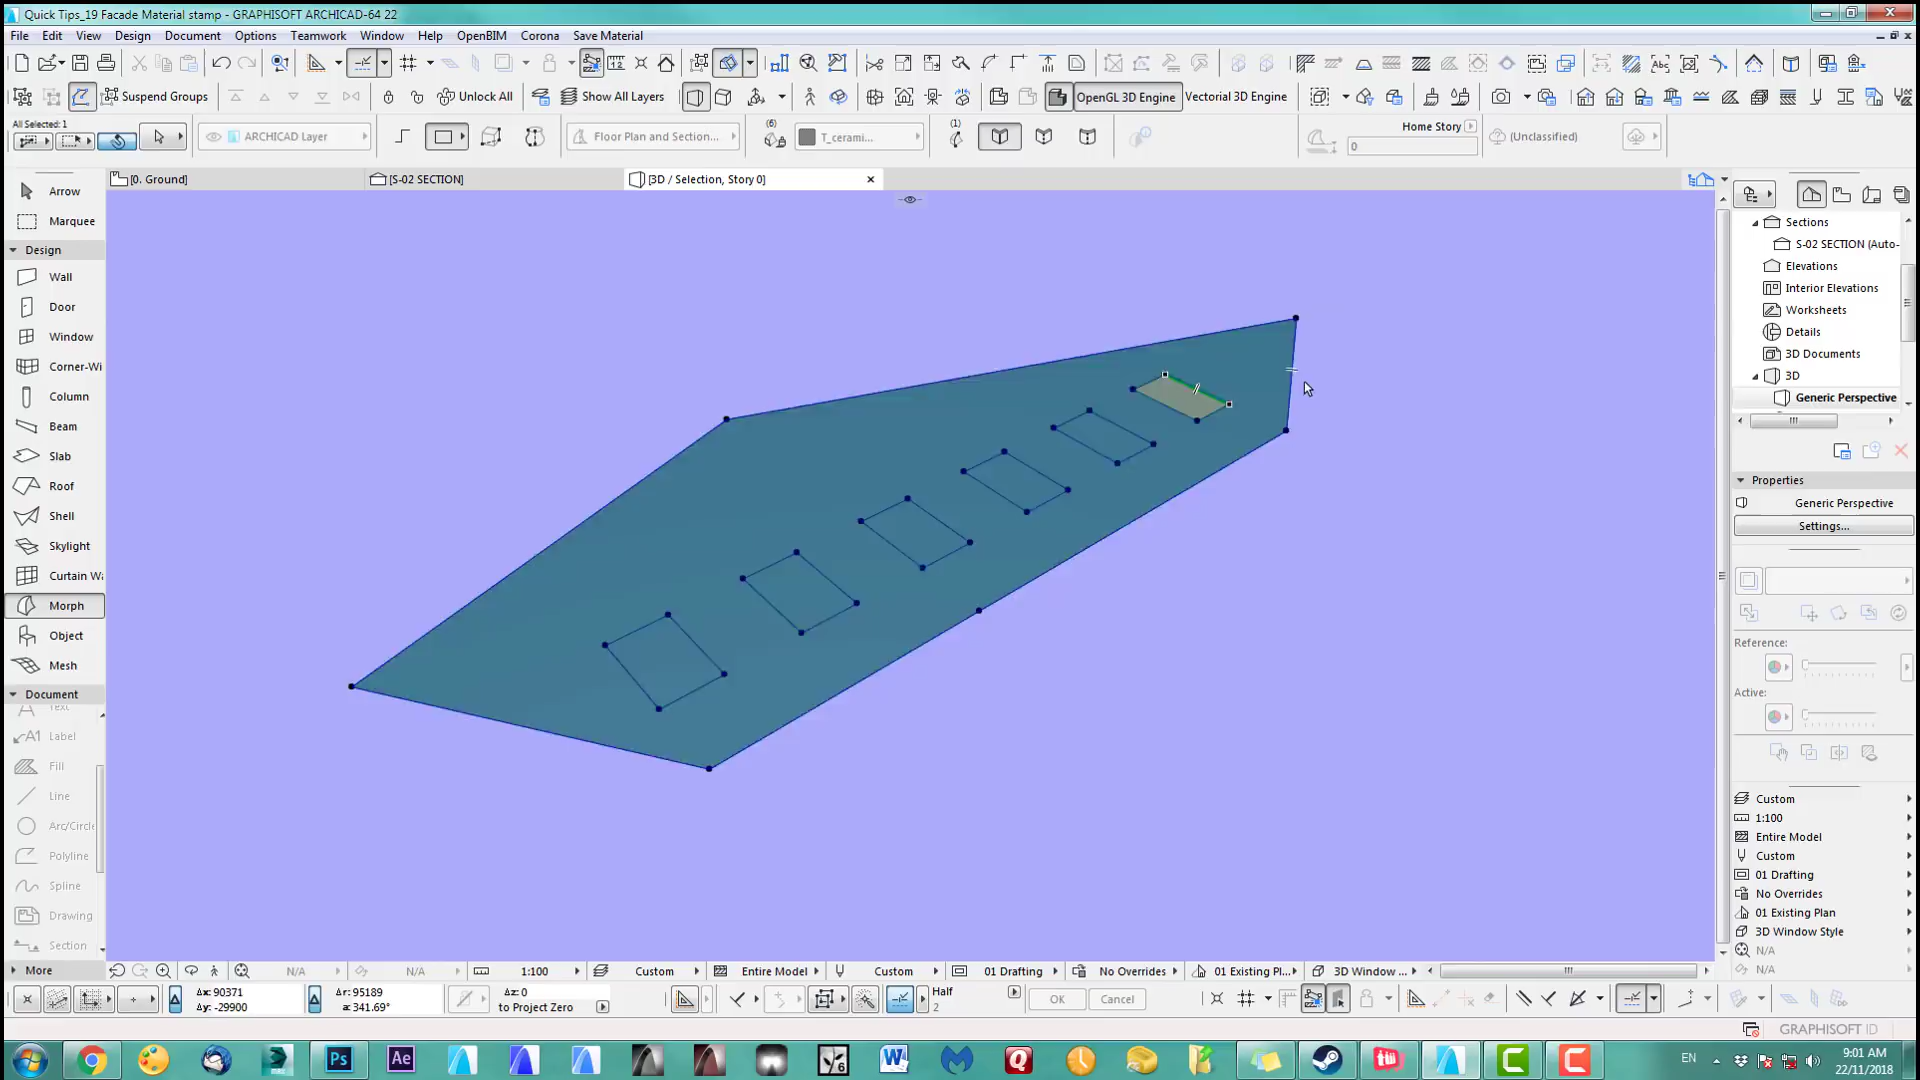 Quick Tips_19 Facade Material stamp - GRAPHISOFT ARCHICAD-64 22
File Edit View Design Document Options Teamwork Window Help OpenBIM Corona Save Material
Suspend Groups Unlock All Show All Layers OpenGL 3D Engine Vectorial 3D Engine
All Selected: 1
ARCHICAD Layer
Floor Plan and Section...
(6)
T_cerami...
(1)
Home Story
0
(Unclassified)
[0. Ground]
[S-02 SECTION]
[3D / Selection, Story 0]
Arrow
Marquee
Design
Wall
Door
Window
Corner-Wi
Column
Beam
Slab
Roof
Shell
Skylight
Curtain Wa
Morph
Object
Mesh
Document
Text
Label
Fill
Line
Arc/Circle
Polyline
Spline
Drawing
Section
More
Sections
S-02 SECTION (Auto-
Elevations
Interior Elevations
Worksheets
Details
3D Documents
3D
Generic Perspective
Properties
Generic Perspective
Settings...
Reference:
Active:
Custom
1:100
Entire Model
Custom
01 Drafting
No Overrides
01 Existing Plan
3D Window Style
N/A
N/A
N/A N/A 1:100 Custom Entire Model Custom 01 Drafting No Overrides 01 Existing Pl... 3D Window ...
Δx: 90371
Δy: -29900
Δr: 95189
a: 341.69°
Δz: 0
to Project Zero
Half
2
OK
Cancel
GRAPHISOFT ID
Ps Ae W Q
EN
9:01 AM
22/11/2018